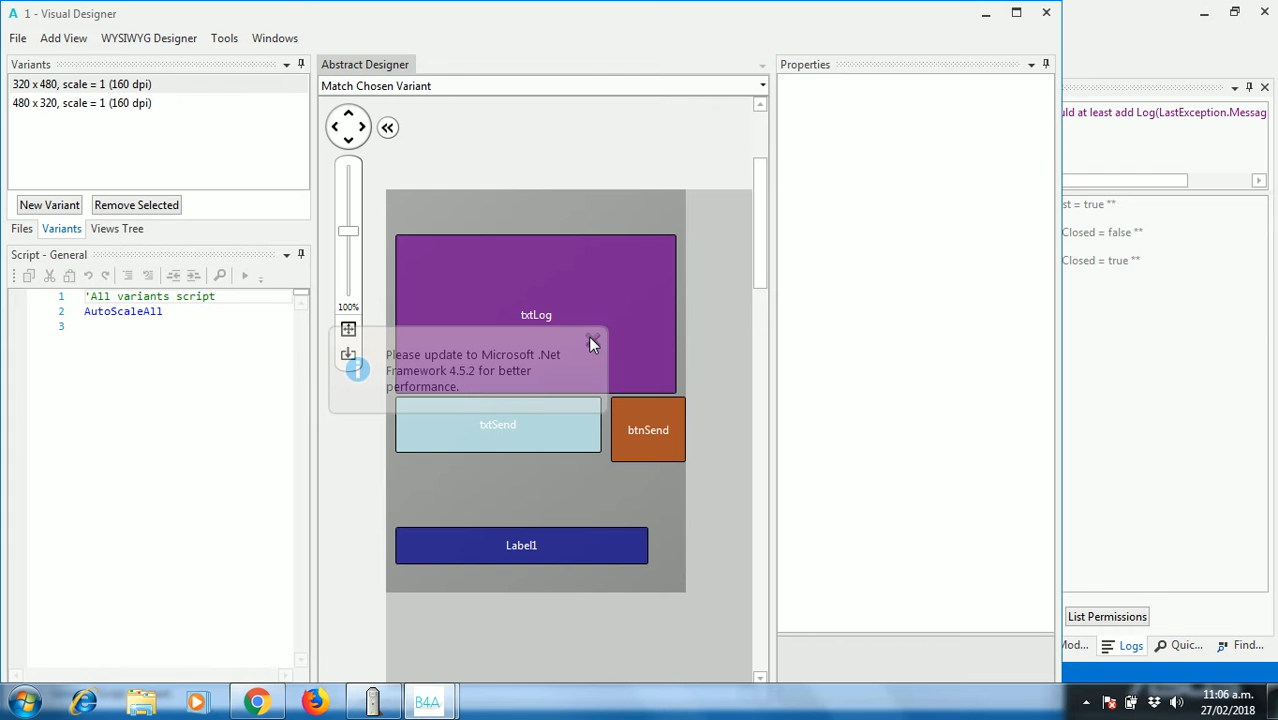 A 1 - Visual Designer
File Add View WYSIWYG Designer Tools Windows
Variants
320 x 480, scale = 1 (160 dpi)
480 x 320, scale = 1 (160 dpi)
New Variant Remove Selected
Files Variants Views Tree
Script - General
1 'All variants script
2 AutoScaleAll
3
Abstract Designer
Match Chosen Variant
100%
txtLog
Please update to Microsoft .Net
Framework 4.5.2 for better
performance.
txtSend
btnSend
Label1
Properties
uld at least add Log(LastException.Messag
st = true **
Closed = false **
Closed = true **
List Permissions
Mod... Logs Quic... Find...
B4A
11:06 a.m.
27/02/2018